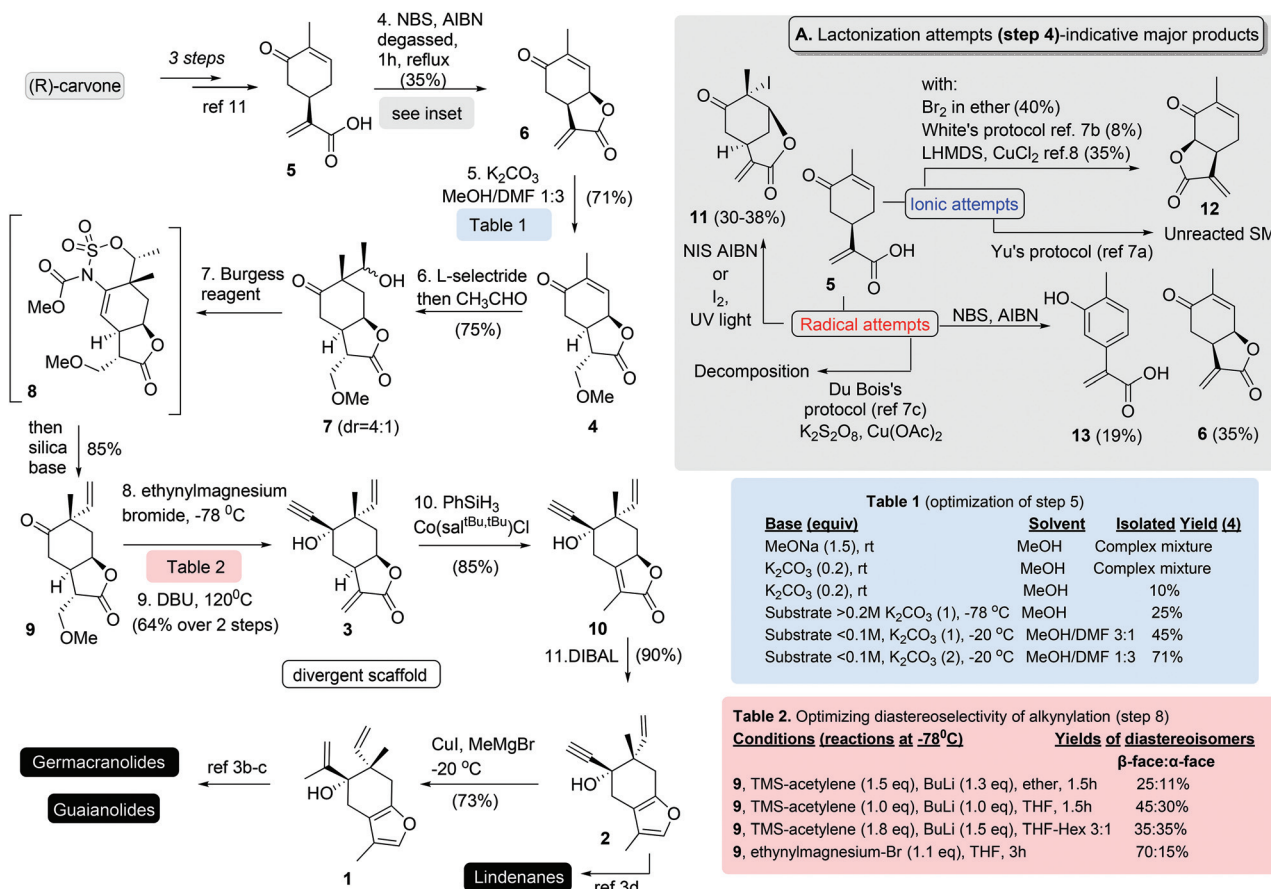 (R)-carvone
3 steps
ref 11
5
4. NBS, AIBN
degassed,
1h, reflux
(35%)
see inset
6
5. K2CO3
MeOH/DMF 1:3
(71%)
Table 1
4
6. L-selectride
then CH3CHO
(75%)
7 (dr=4:1)
7. Burgess
reagent
8
then
silica
base
85%
9
8. ethynylmagnesium
bromide, -78 ⁰C
Table 2
9. DBU, 120⁰C
(64% over 2 steps)
3
10. PhSiH3
Co(sal^tBu,tBu)Cl
(85%)
10
divergent scaffold
11.DIBAL
(90%)
2
CuI, MeMgBr
-20 ⁰C
(73%)
1
ref 3b-c
Germacranolides
Guaianolides
ref 3d
Lindenanes
A. Lactonization attempts (step 4)-indicative major products
11 (30-38%)
NIS AIBN
or
I2,
UV light
5
with:
Br2 in ether (40%)
White's protocol ref. 7b (8%)
LHMDS, CuCl2 ref.8 (35%)
12
Ionic attempts
Unreacted SM
Yu's protocol (ref 7a)
Radical attempts
NBS, AIBN
Decomposition
Du Bois's
protocol (ref 7c)
K2S2O8, Cu(OAc)2
13 (19%)
6 (35%)
Table 1 (optimization of step 5)
Base (equiv) Solvent Isolated Yield (4)
MeONa (1.5), rt MeOH Complex mixture
K2CO3 (0.2), rt MeOH Complex mixture
K2CO3 (0.2), rt MeOH 10%
Substrate >0.2M K2CO3 (1), -78 ⁰C MeOH 25%
Substrate <0.1M, K2CO3 (1), -20 ⁰C MeOH/DMF 3:1 45%
Substrate <0.1M, K2CO3 (2), -20 ⁰C MeOH/DMF 1:3 71%
Table 2. Optimizing diastereoselectivity of alkynylation (step 8)
Conditions (reactions at -78⁰C) Yields of diastereoisomers
β-face:α-face
9, TMS-acetylene (1.5 eq), BuLi (1.3 eq), ether, 1.5h 25:11%
9, TMS-acetylene (1.0 eq), BuLi (1.0 eq), THF, 1.5h 45:30%
9, TMS-acetylene (1.8 eq), BuLi (1.5 eq), THF-Hex 3:1 35:35%
9, ethynylmagnesium-Br (1.1 eq), THF, 3h 70:15%